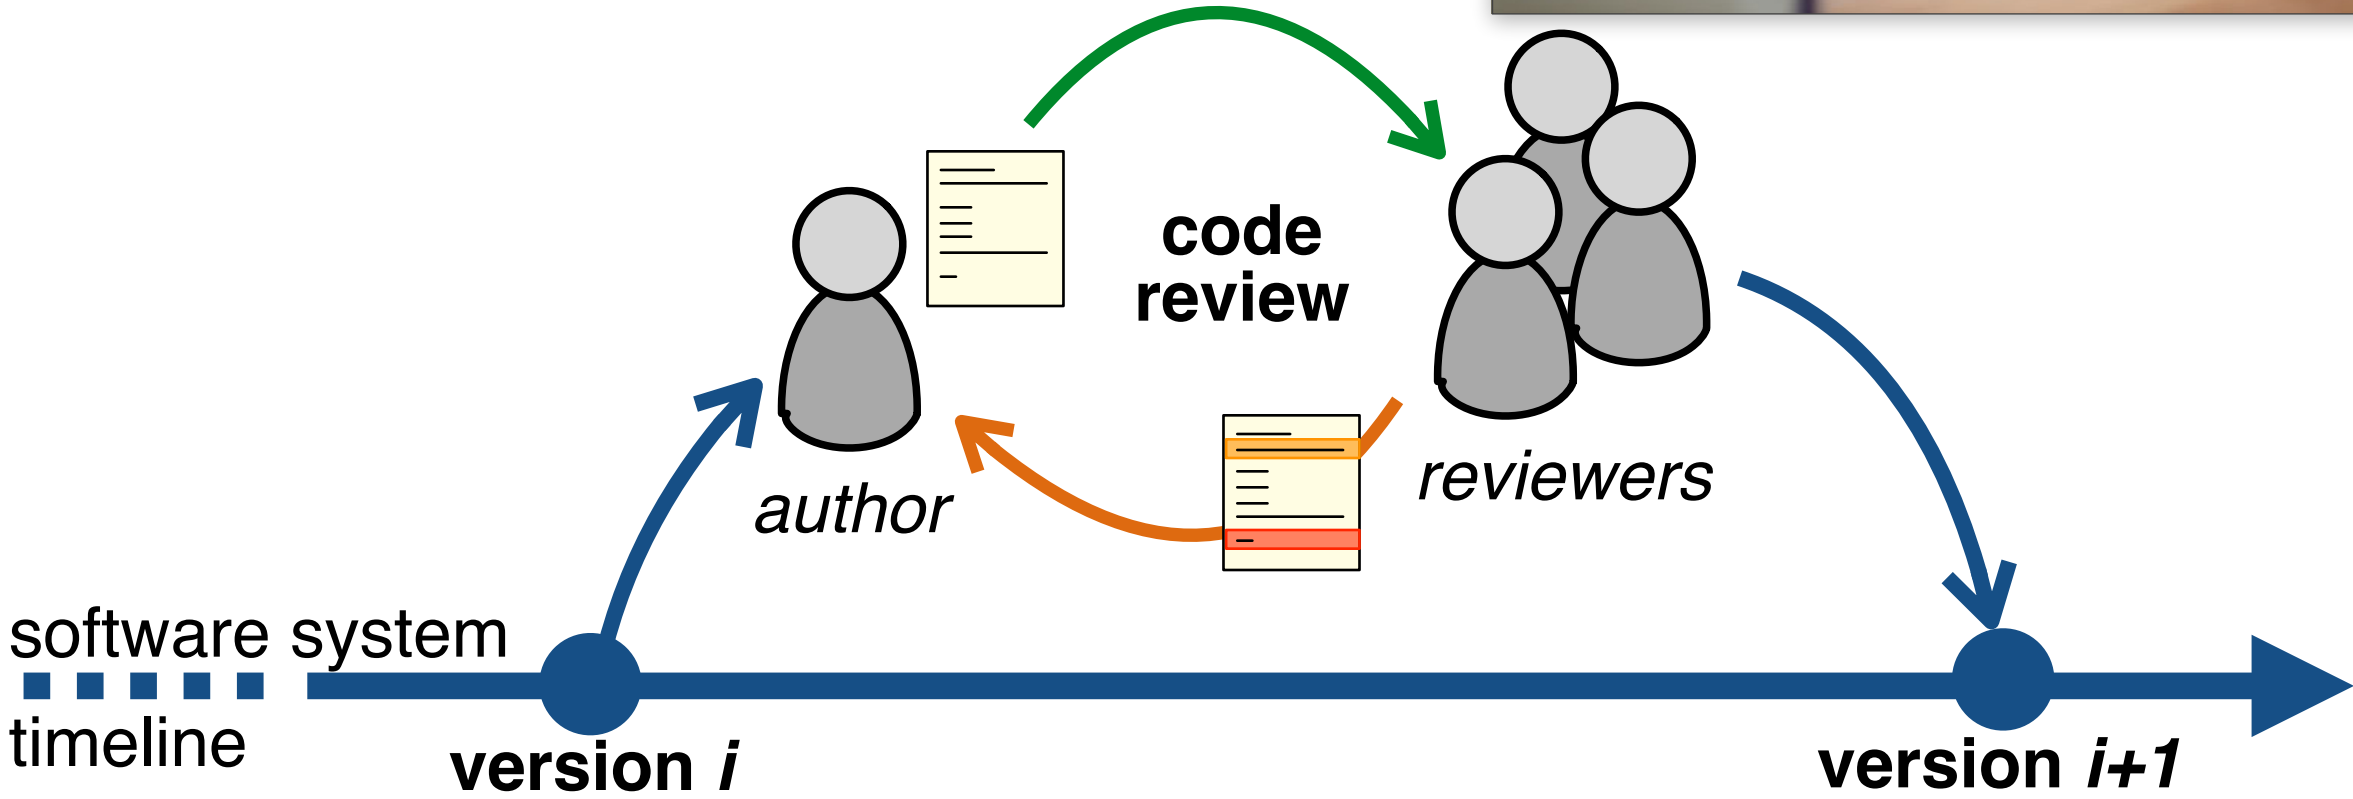 code
review
author
reviewers
software system
timeline
version i
version i+1